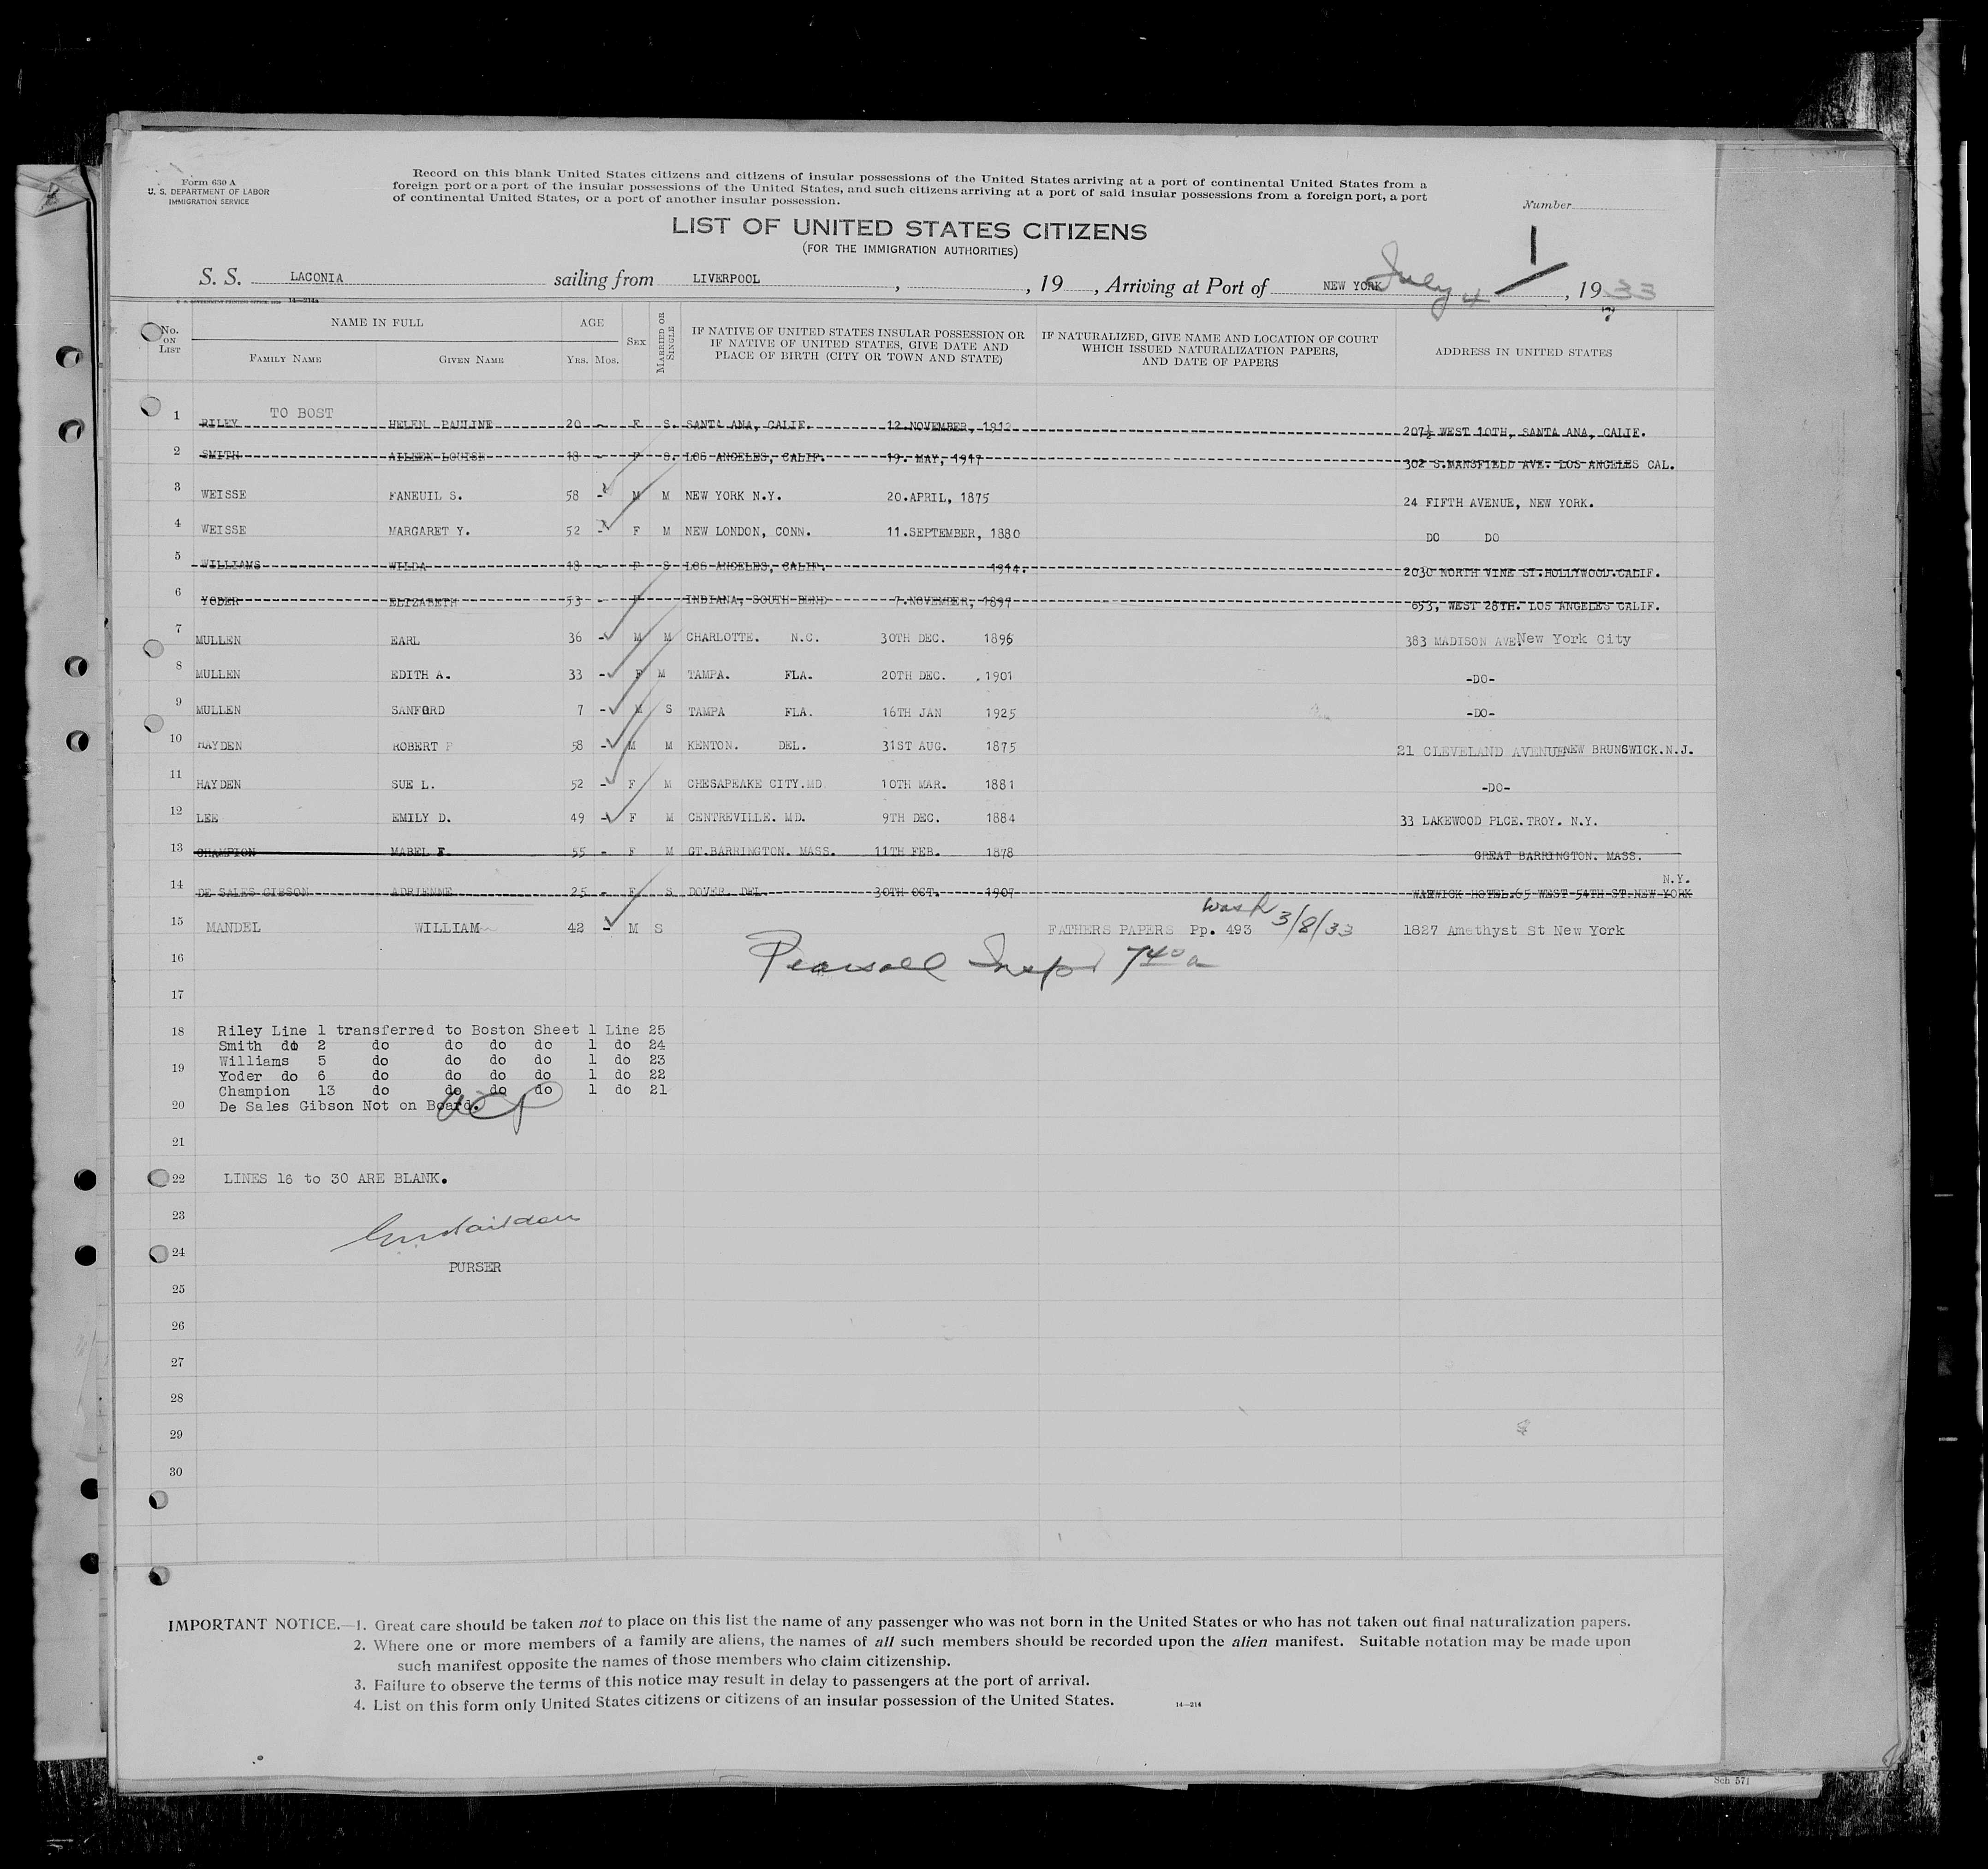 Form 630 A
U. S. DEPARTMENT OF LABOR
IMMIGRATION SERVICE
Record on this blank United States citizens and citizens of insular possessions of the United States arriving at a port of continental United States from a
foreign port or a port of the insular possessions of the United States, and such citizens arriving at a port of said insular possessions from a foreign port, a port
of continental United States, or a port of another insular possession.
Number
LIST OF UNITED STATES CITIZENS
(FOR THE IMMIGRATION AUTHORITIES)
1
S. S. LACONIA sailing from LIVERPOOL , , 19 , Arriving at Port of NEW YORK July 4 , 1933
14—214a
No. ON LIST
NAME IN FULL
FAMILY NAME GIVEN NAME
AGE
YRS. MOS.
SEX
MARRIED OR SINGLE
IF NATIVE OF UNITED STATES INSULAR POSSESSION OR
IF NATIVE OF UNITED STATES, GIVE DATE AND
PLACE OF BIRTH (CITY OR TOWN AND STATE)
IF NATURALIZED, GIVE NAME AND LOCATION OF COURT
WHICH ISSUED NATURALIZATION PAPERS,
AND DATE OF PAPERS
ADDRESS IN UNITED STATES
TO BOST
1 RILEY HELEN PAULINE 20 - F S. SANTA ANA, CALIF. 12.NOVEMBER, 1912 207½ WEST 10TH, SANTA ANA, CALIF.
2 SMITH AILEEN LOUISE 18 - F S. LOS ANGELES, CALIF. 19. MAY, 1917 302 S.MANSFIELD AVE. LOS ANGELES CAL.
3 WEISSE FANEUIL S. 58 - M M NEW YORK N.Y. 20.APRIL, 1875 24 FIFTH AVENUE, NEW YORK.
4 WEISSE MARGARET Y. 52 - F M NEW LONDON, CONN. 11.SEPTEMBER, 1880 DO DO
5 WILLIAMS WILDA 18 - F S LOS ANGELES, CALIF. 1914. 2030 NORTH VINE ST.HOLLYWOOD.CALIF.
6 YODER ELIZABETH 53 - F INDIANA, SOUTH BEND 7.NOVEMBER, 1897 653, WEST 28TH. LOS ANGELES CALIF.
7 MULLEN EARL 36 - M M CHARLOTTE. N.C. 30TH DEC. 1896 383 MADISON AVE. New York City
8 MULLEN EDITH A. 33 - F M TAMPA. FLA. 20TH DEC. 1901 -DO-
9 MULLEN SANFORD 7 - M S TAMPA FLA. 16TH JAN 1925 -DO-
10 HAYDEN ROBERT P 58 - M M KENTON. DEL. 31ST AUG. 1875 21 CLEVELAND AVENUE NEW BRUNSWICK.N.J.
11 HAYDEN SUE L. 52 - F M CHESAPEAKE CITY.MD 10TH MAR. 1881 -DO-
12 LEE EMILY D. 49 - F M CENTREVILLE. MD. 9TH DEC. 1884 33 LAKEWOOD PLCE.TROY. N.Y.
13 CHAMPION MABEL F. 55 - F M GT.BARRINGTON. MASS. 11TH FEB. 1878 GREAT BARRINGTON. MASS.
N.Y.
14 DE SALES GIBSON ADRIENNE 25 - F S DOVER DEL 30TH OCT. 1907 WARWICK HOTEL.65 WEST 54TH ST.NEW YORK
15 MANDEL WILLIAM 42 - M S FATHERS PAPERS Pp. 493 Wash 3/8/33 1827 Amethyst St New York
16 Pearsall Insp 7 40 a
17
18 Riley Line 1 transferred to Boston Sheet 1 Line 25
Smith do 2 do do do do 1 do 24
19 Williams 5 do do do do 1 do 23
Yoder do 6 do do do do 1 do 22
Champion 13 do do do do 1 do 21
20 De Sales Gibson Not on Board.
21
22 LINES 16 to 30 ARE BLANK.
23
24 PURSER
25
26
27
28
29
30
IMPORTANT NOTICE.—1. Great care should be taken not to place on this list the name of any passenger who was not born in the United States or who has not taken out final naturalization papers.
2. Where one or more members of a family are aliens, the names of all such members should be recorded upon the alien manifest. Suitable notation may be made upon
such manifest opposite the names of those members who claim citizenship.
3. Failure to observe the terms of this notice may result in delay to passengers at the port of arrival.
4. List on this form only United States citizens or citizens of an insular possession of the United States. 14—214
Sch 571